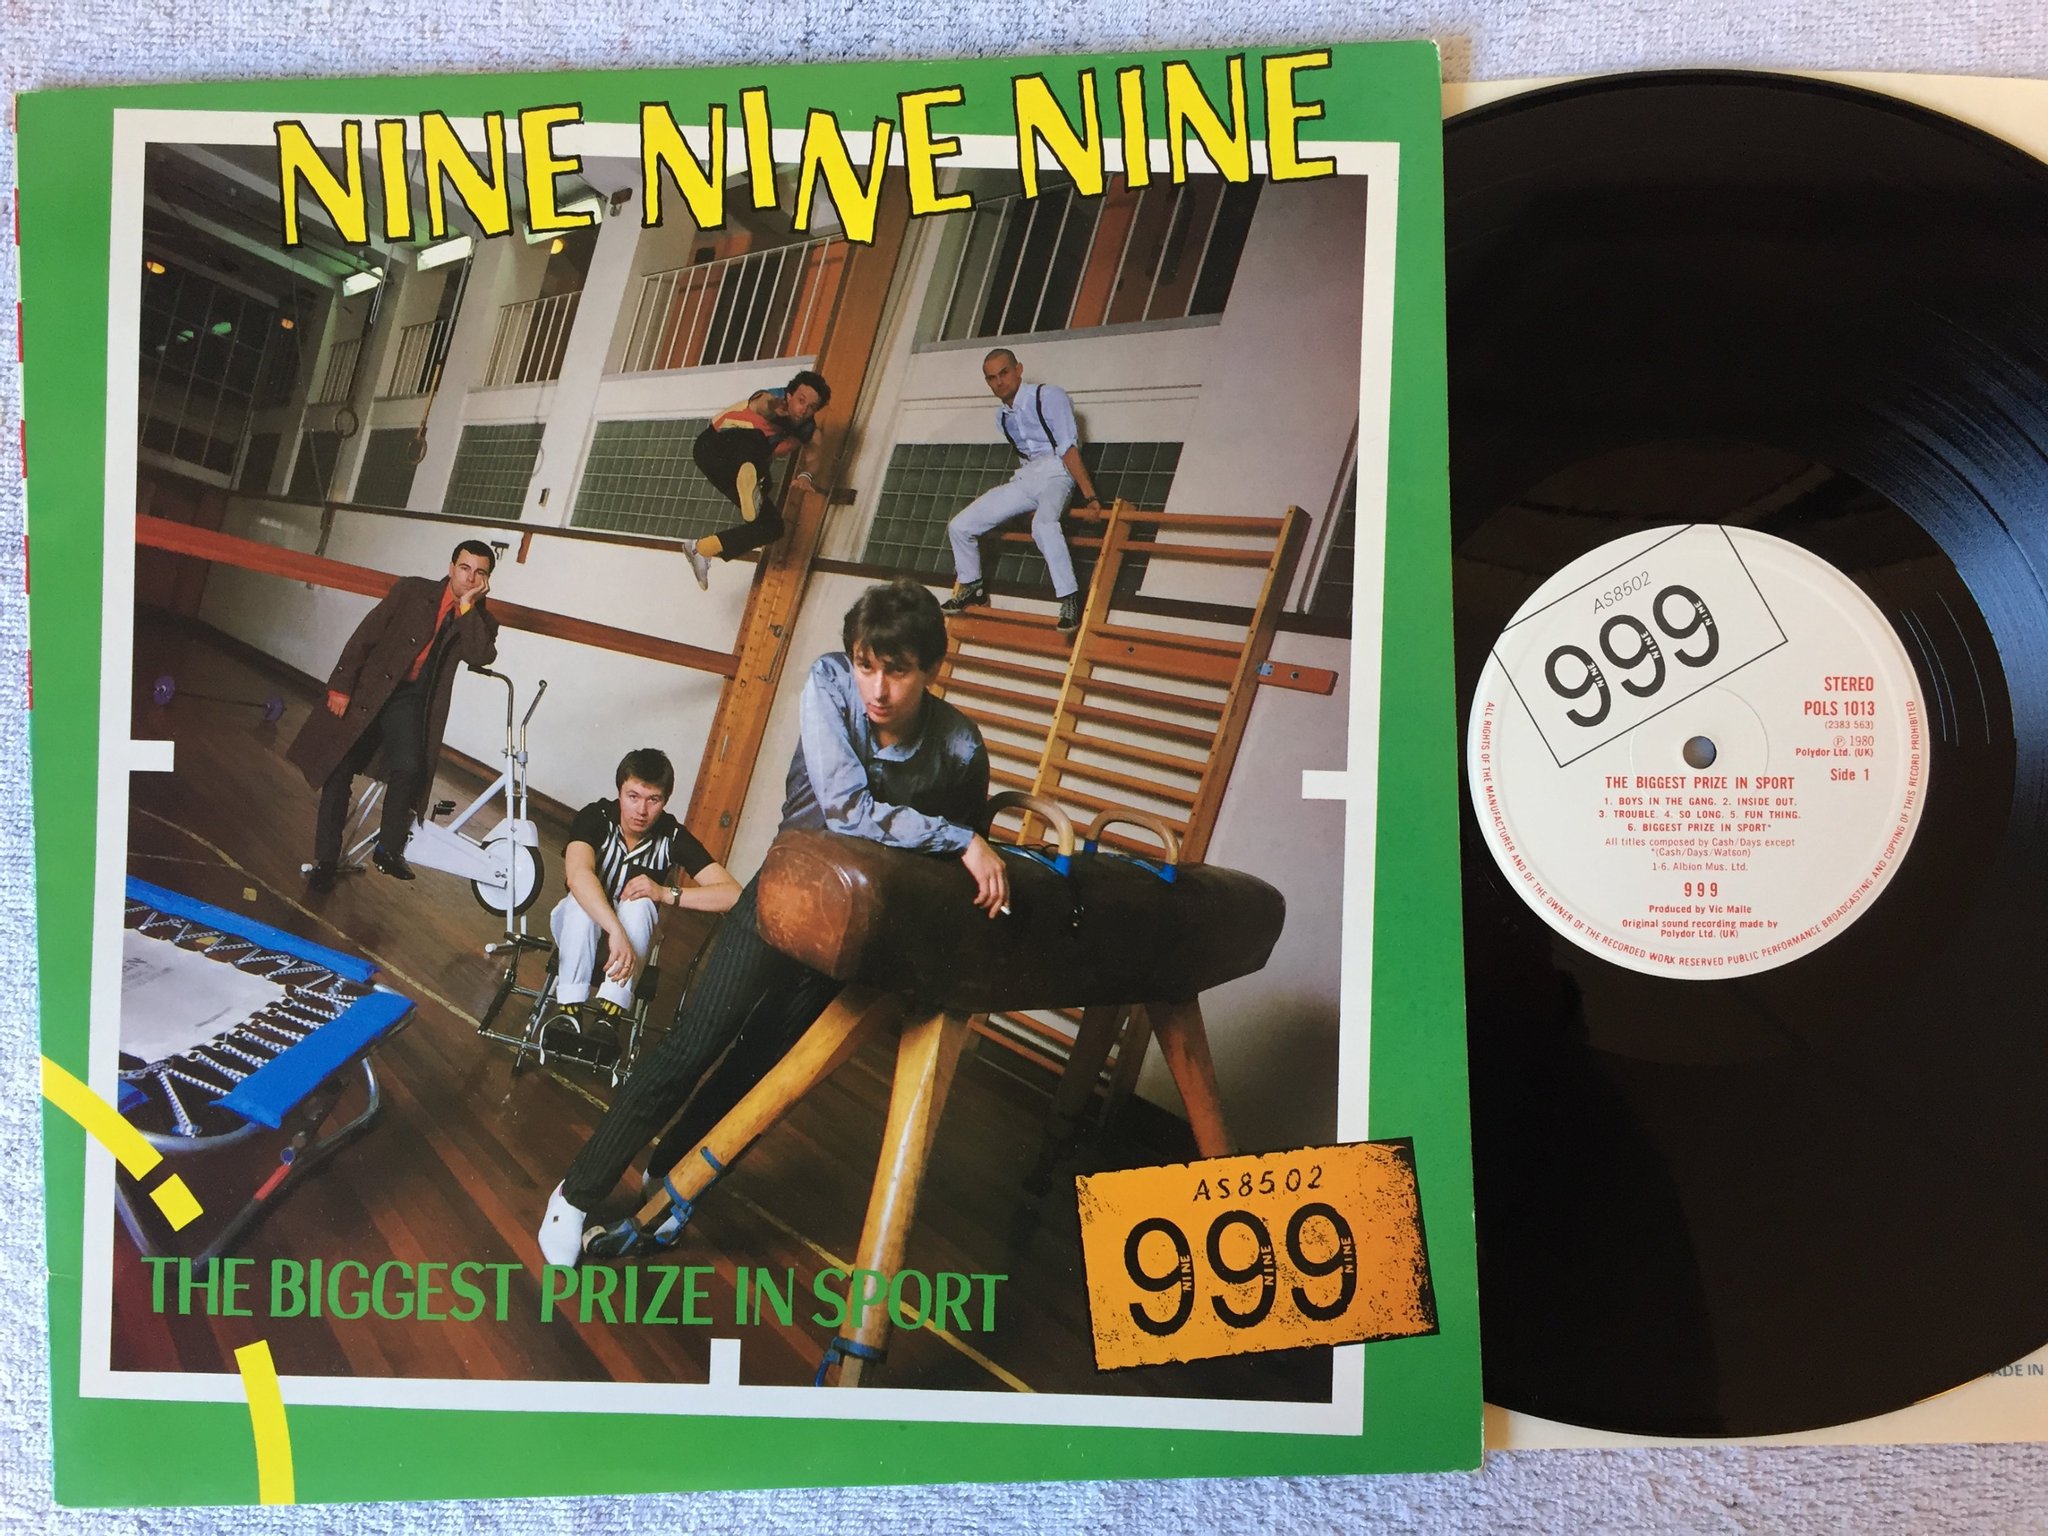 NINE NINE NINE
THE BIGGEST PRIZE IN SPORT
AS8502
999
NINE NINE NINE
AS8502
999
NINE NINE NINE
STEREO
POLS 1013
(2383 563)
℗ 1980
Polydor Ltd. (UK)
Side 1
THE BIGGEST PRIZE IN SPORT
1. BOYS IN THE GANG. 2. INSIDE OUT.
3. TROUBLE. 4. SO LONG. 5. FUN THING.
6. BIGGEST PRIZE IN SPORT*
All titles composed by Cash/Days except
*(Cash/Days/Watson)
1-6. Albion Mus. Ltd.
999
Produced by Vic Maile
Original sound recording made by
Polydor Ltd. (UK)
ALL RIGHTS OF THE MANUFACTURER AND OF THE OWNER OF THE RECORDED WORK RESERVED PUBLIC PERFORMANCE BROADCASTING AND COPYING OF THIS RECORD PROHIBITED
ADE IN